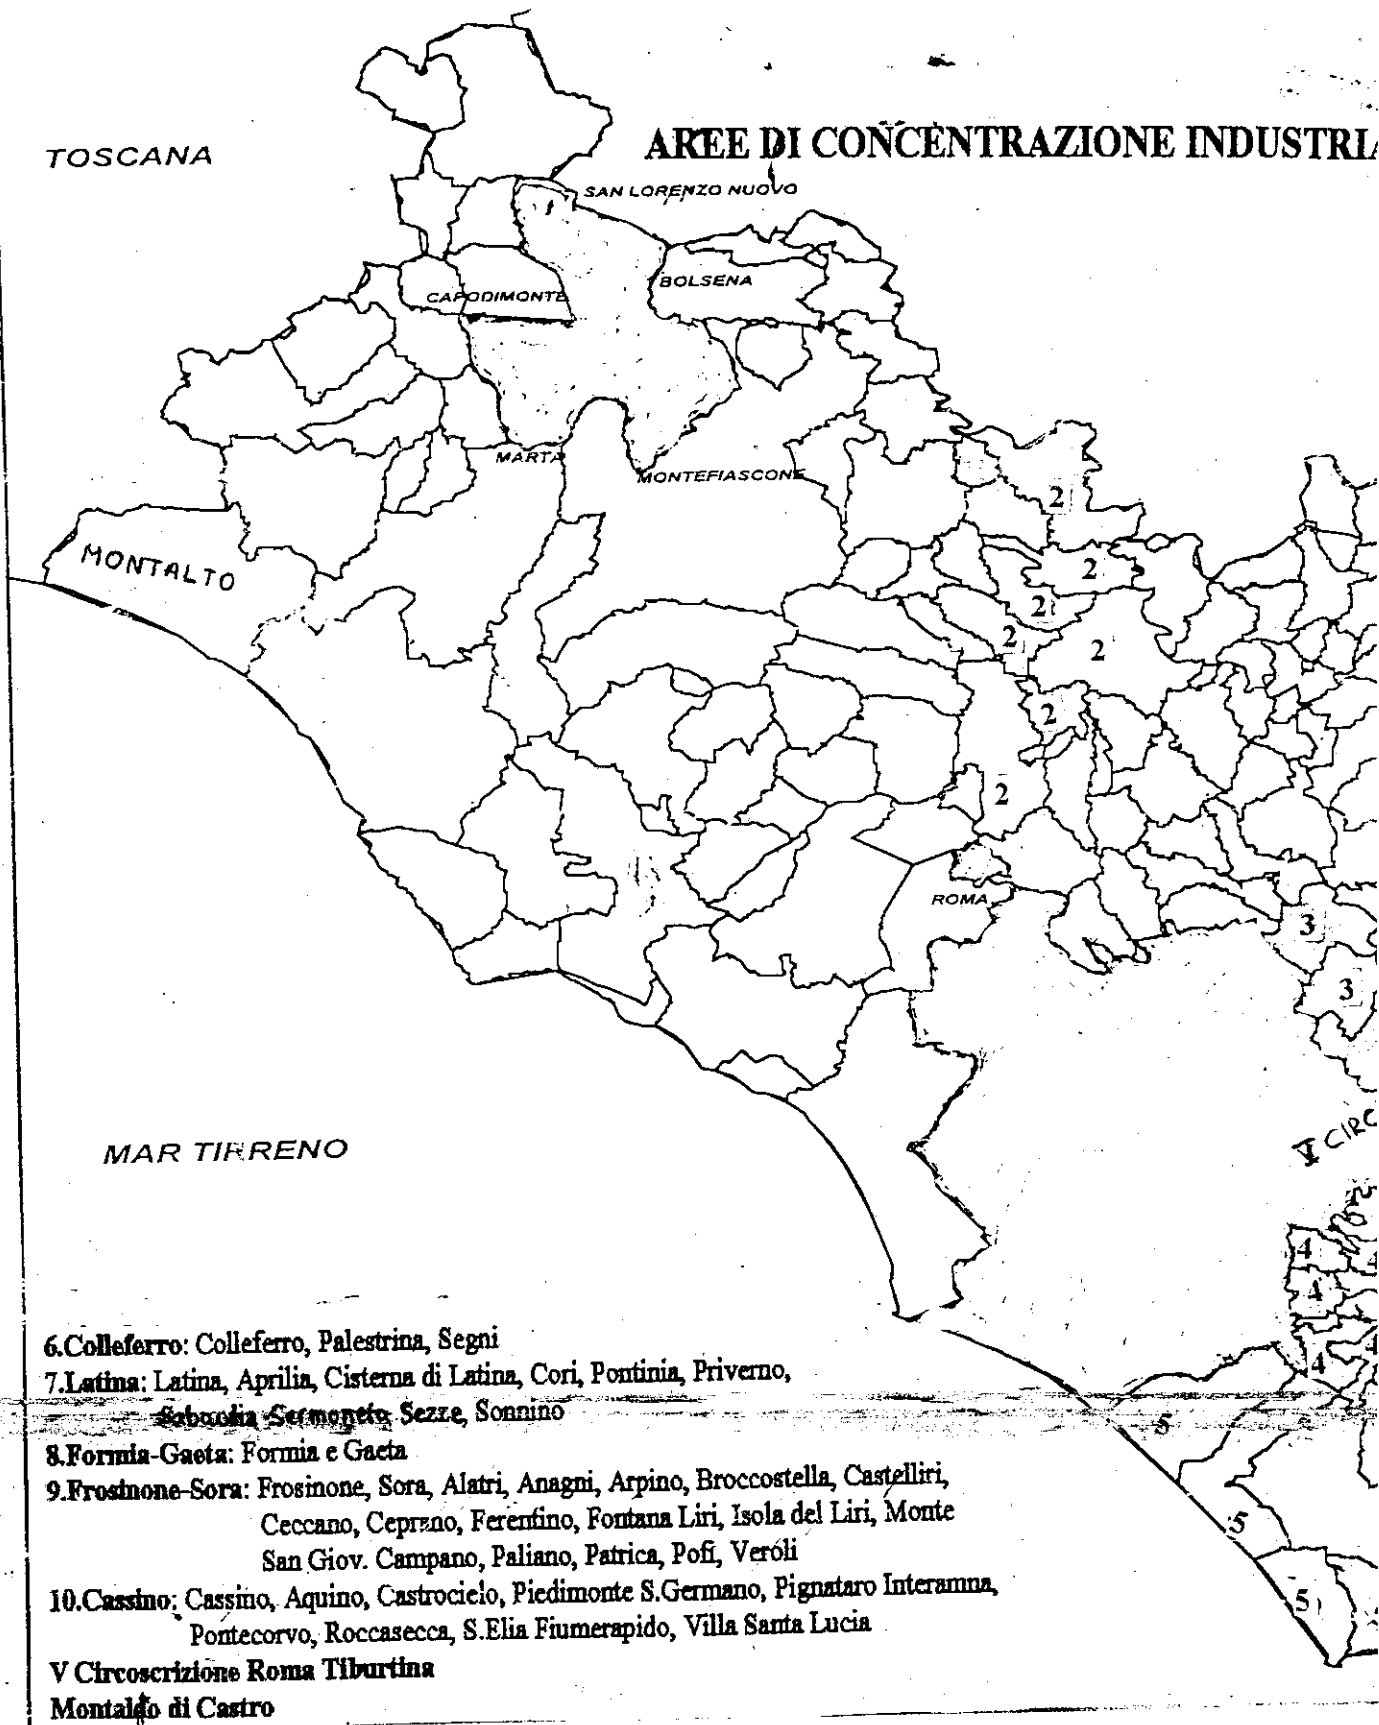 TOSCANA
AREE DI CONCENTRAZIONE INDUSTRIA
SAN LORENZO NUOVO
1
BOLSENA
CAPODIMONTE
MARTA
MONTEFIASCONE
2
MONTALTO
2
2
2
2
2
2
ROMA
3
3
V CIRC
MAR TIRRENO
4
4
4
5
5
5
6.Colleferro: Colleferro, Palestrina, Segni
7.Latina: Latina, Aprilia, Cisterna di Latina, Cori, Pontinia, Priverno,
Sabaudia Sermoneta Sezze, Sonnino
8.Formia-Gaeta: Formia e Gaeta
9.Frosinone-Sora: Frosinone, Sora, Alatri, Anagni, Arpino, Broccostella, Castelliri,
Ceccano, Ceprano, Ferentino, Fontana Liri, Isola del Liri, Monte
San Giov. Campano, Paliano, Patrica, Pofi, Veroli
10.Cassino: Cassino, Aquino, Castrocielo, Piedimonte S.Germano, Pignataro Interamna,
Pontecorvo, Roccasecca, S.Elia Fiumerapido, Villa Santa Lucia
V Circoscrizione Roma Tiburtina
Montaldo di Castro